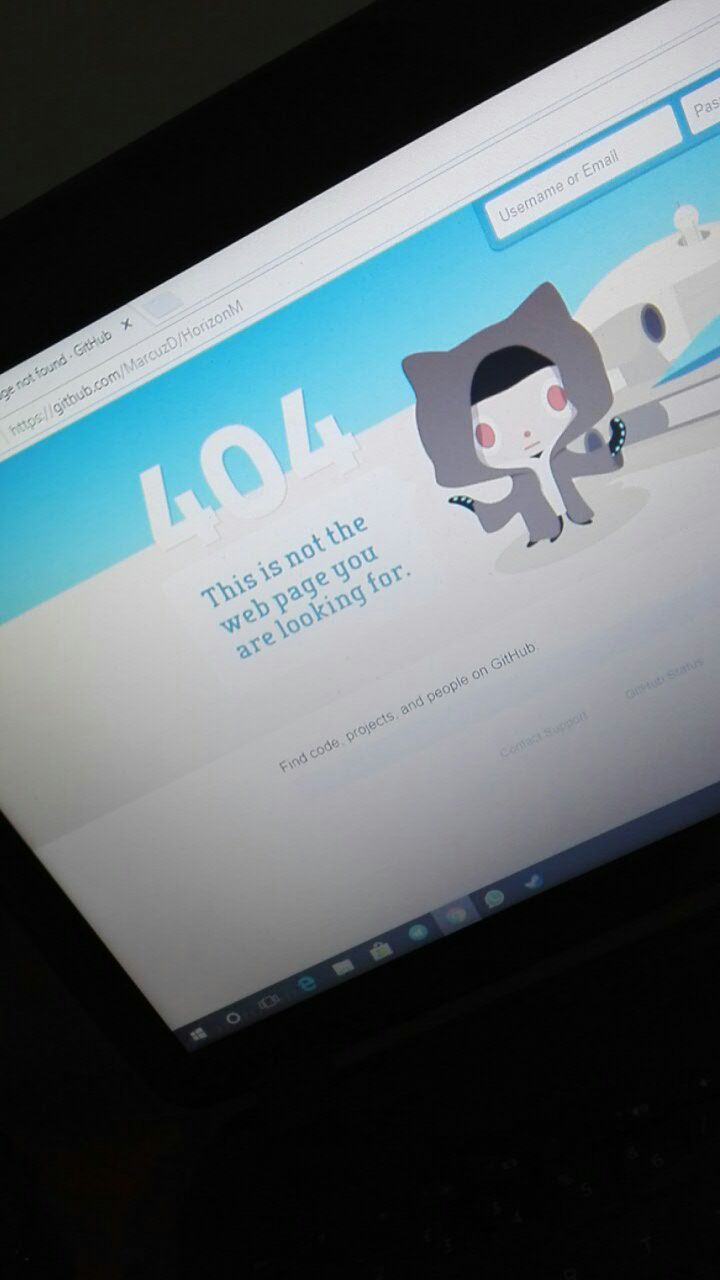 ge not found · GitHub
https://github.com/MarcuzD/HorizonM
Username or Email
Pas
404
This is not the
web page you
are looking for.
Find code, projects, and people on GitHub:
Contact Support
GitHub Status